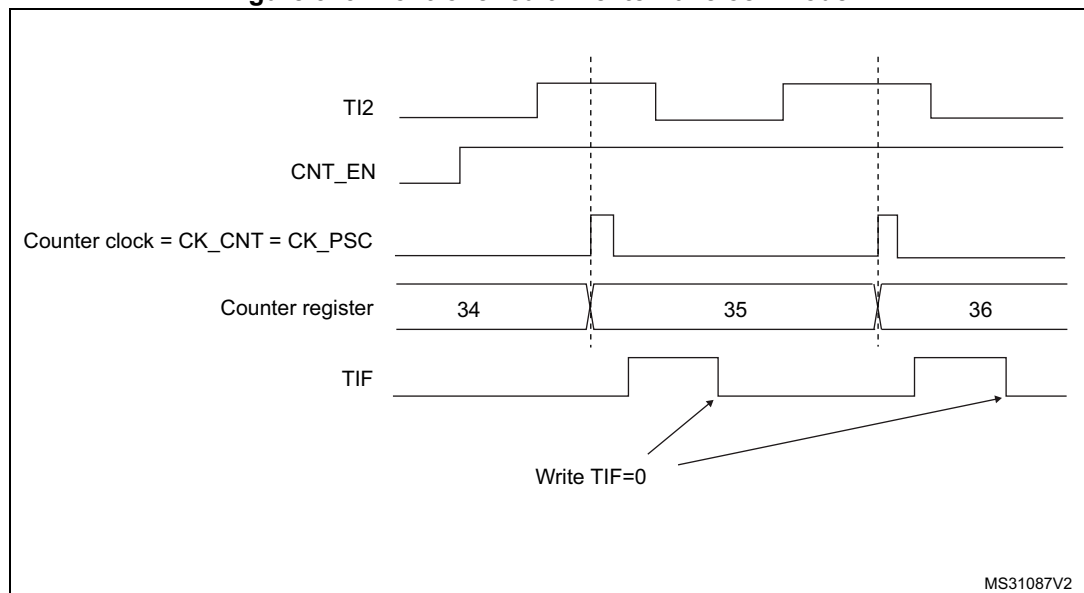 TI2
CNT_EN
Counter clock = CK_CNT = CK_PSC
Counter register 34 35 36
TIF
Write TIF=0
MS31087V2